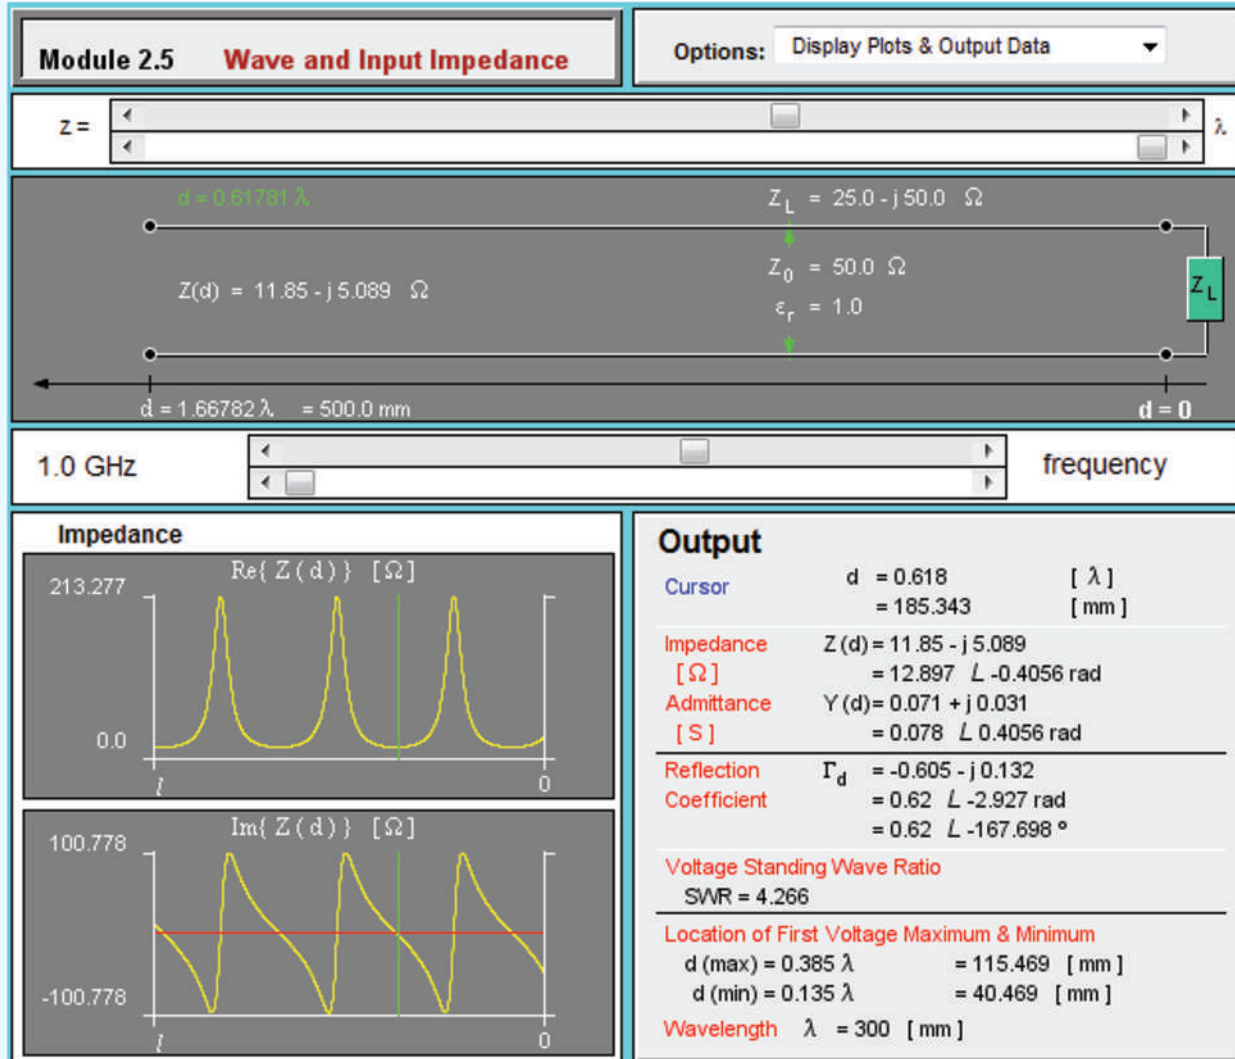 Module 2.5 Wave and Input Impedance
Options: Display Plots & Output Data
z = λ
d = 0.61781 λ
Z_L = 25.0 - j 50.0 Ω
Z_0 = 50.0 Ω
Z(d) = 11.85 - j 5.089 Ω
ε_r = 1.0
Z_L
d = 1.66782 λ = 500.0 mm
d = 0
1.0 GHz frequency
Impedance
Re{ Z(d) } [Ω]
213.277
0.0
l 0
Im{ Z(d) } [Ω]
100.778
-100.778
l 0
Output
Cursor d = 0.618 [ λ ]
= 185.343 [ mm ]
Impedance Z(d) = 11.85 - j 5.089
[ Ω ] = 12.897 ∠ -0.4056 rad
Admittance Y(d) = 0.071 + j 0.031
[ S ] = 0.078 ∠ 0.4056 rad
Reflection Γ_d = -0.605 - j 0.132
Coefficient = 0.62 ∠ -2.927 rad
= 0.62 ∠ -167.698 º
Voltage Standing Wave Ratio
SWR = 4.266
Location of First Voltage Maximum & Minimum
d (max) = 0.385 λ = 115.469 [ mm ]
d (min) = 0.135 λ = 40.469 [ mm ]
Wavelength λ = 300 [ mm ]